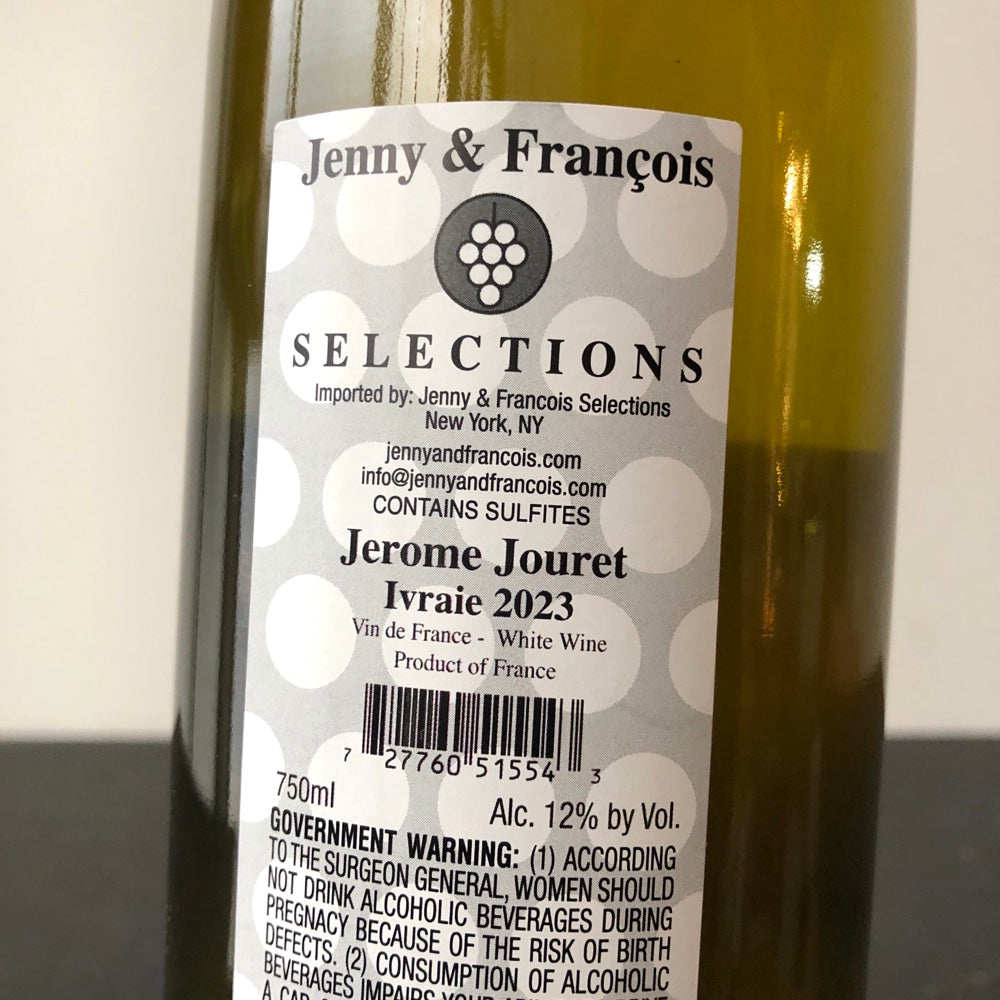 Jenny & François
SELECTIONS
Imported by: Jenny & Francois Selections
New York, NY
jennyandfrancois.com
info@jennyandfrancois.com
CONTAINS SULFITES
Jerome Jouret
Ivraie 2023
Vin de France - White Wine
Product of France
7 27760 51554 3
750ml Alc. 12% by Vol.
GOVERNMENT WARNING: (1) ACCORDING
TO THE SURGEON GENERAL, WOMEN SHOULD
NOT DRINK ALCOHOLIC BEVERAGES DURING
PREGNACY BECAUSE OF THE RISK OF BIRTH
DEFECTS. (2) CONSUMPTION OF ALCOHOLIC
BEVERAGES IMPAIRS YOUR
A CAR